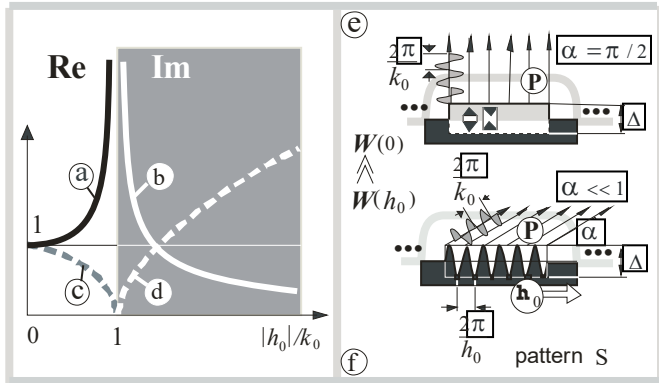 Re Im
a
b
1
c
d
0 1 |h₀|/k₀
e
2π
k₀
α = π / 2
P
Δ
W(0)
W(h₀)
2π
k₀
α << 1
P
α
Δ
h₀
2π
h₀
f
pattern S